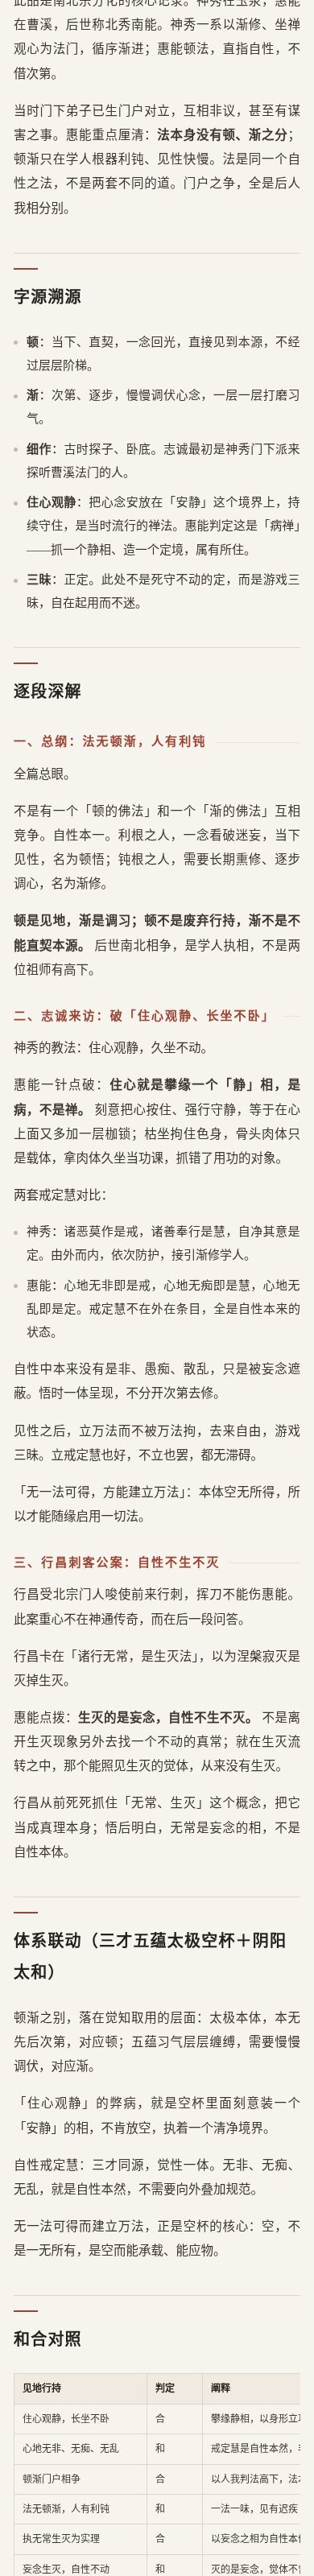 在曹溪,后世称北秀南能。神秀一系以渐修、坐禅
观心为法门,循序渐进;惠能顿法,直指自性,不
借次第。
当时门下弟子已生门户对立,互相非议,甚至有谋
害之事。惠能重点厘清:法本身没有顿、渐之分;
顿渐只在学人根器利钝、见性快慢。法是同一个自
性之法,不是两套不同的道。门户之争,全是后人
我相分别。
字源溯源
顿:当下、直契,一念回光,直接见到本源,不经
过层层阶梯。
渐:次第、逐步,慢慢调伏心念,一层一层打磨习
气。
细作:古时探子、卧底。志诚最初是神秀门下派来
探听曹溪法门的人。
住心观静:把心念安放在「安静」这个境界上,持
续守住,是当时流行的禅法。惠能判定这是「病禅」
——抓一个静相、造一个定境,属有所住。
三昧:正定。此处不是死守不动的定,而是游戏三
昧,自在起用而不迷。
逐段深解
一、总纲:法无顿渐,人有利钝
全篇总眼。
不是有一个「顿的佛法」和一个「渐的佛法」互相
竞争。自性本一。利根之人,一念看破迷妄,当下
见性,名为顿悟;钝根之人,需要长期熏修、逐步
调心,名为渐修。
顿是见地,渐是调习;顿不是废弃行持,渐不是不
能直契本源。 后世南北相争,是学人执相,不是两
位祖师有高下。
二、志诚来访:破「住心观静、长坐不卧」
神秀的教法:住心观静,久坐不动。
惠能一针点破:住心就是攀缘一个「静」相,是
病,不是禅。 刻意把心按住、强行守静,等于在心
上面又多加一层枷锁;枯坐拘住色身,骨头肉体只
是载体,拿肉体久坐当功课,抓错了用功的对象。
两套戒定慧对比:
神秀:诸恶莫作是戒,诸善奉行是慧,自净其意是
定。由外而内,依次防护,接引渐修学人。
惠能:心地无非即是戒,心地无痴即是慧,心地无
乱即是定。戒定慧不在外在条目,全是自性本来的
状态。
自性中本来没有是非、愚痴、散乱,只是被妄念遮
蔽。悟时一体呈现,不分开次第去修。
见性之后,立万法而不被万法拘,去来自由,游戏
三昧。立戒定慧也好,不立也罢,都无滞碍。
「无一法可得,方能建立万法」:本体空无所得,所
以才能随缘启用一切法。
三、行昌刺客公案:自性不生不灭
行昌受北宗门人唆使前来行刺,挥刀不能伤惠能。
此案重心不在神通传奇,而在后一段问答。
行昌卡在「诸行无常,是生灭法」,以为涅槃寂灭是
灭掉生灭。
惠能点拨:生灭的是妄念,自性不生不灭。 不是离
开生灭现象另外去找一个不动的真常;就在生灭流
转之中,那个能照见生灭的觉体,从来没有生灭。
行昌从前死死抓住「无常、生灭」这个概念,把它
当成真理本身;悟后明白,无常是妄念的相,不是
自性本体。
体系联动(三才五蕴太极空杯+阴阳
太和)
顿渐之别,落在觉知取用的层面:太极本体,本无
先后次第,对应顿;五蕴习气层层缠缚,需要慢慢
调伏,对应渐。
「住心观静」的弊病,就是空杯里面刻意装一个
「安静」的相,不肯放空,执着一个清净境界。
自性戒定慧:三才同源,觉性一体。无非、无痴、
无乱,就是自性本然,不需要向外叠加规范。
无一法可得而建立万法,正是空杯的核心:空,不
是一无所有,是空而能承载、能应物。
和合对照
见地行持 判定 阐释
住心观静,长坐不卧 合 攀缘静相,以身形立
心地无非、无痴、无乱 和 戒定慧是自性本然,
顿渐门户相争 合 以人我判法高下,法
法无顿渐,人有利钝 和 一法一味,见有迟疾
执无常生灭为实理 合 以妄念之相为自性本
妄念生灭,自性不动 和 灭的是妄念,觉体不